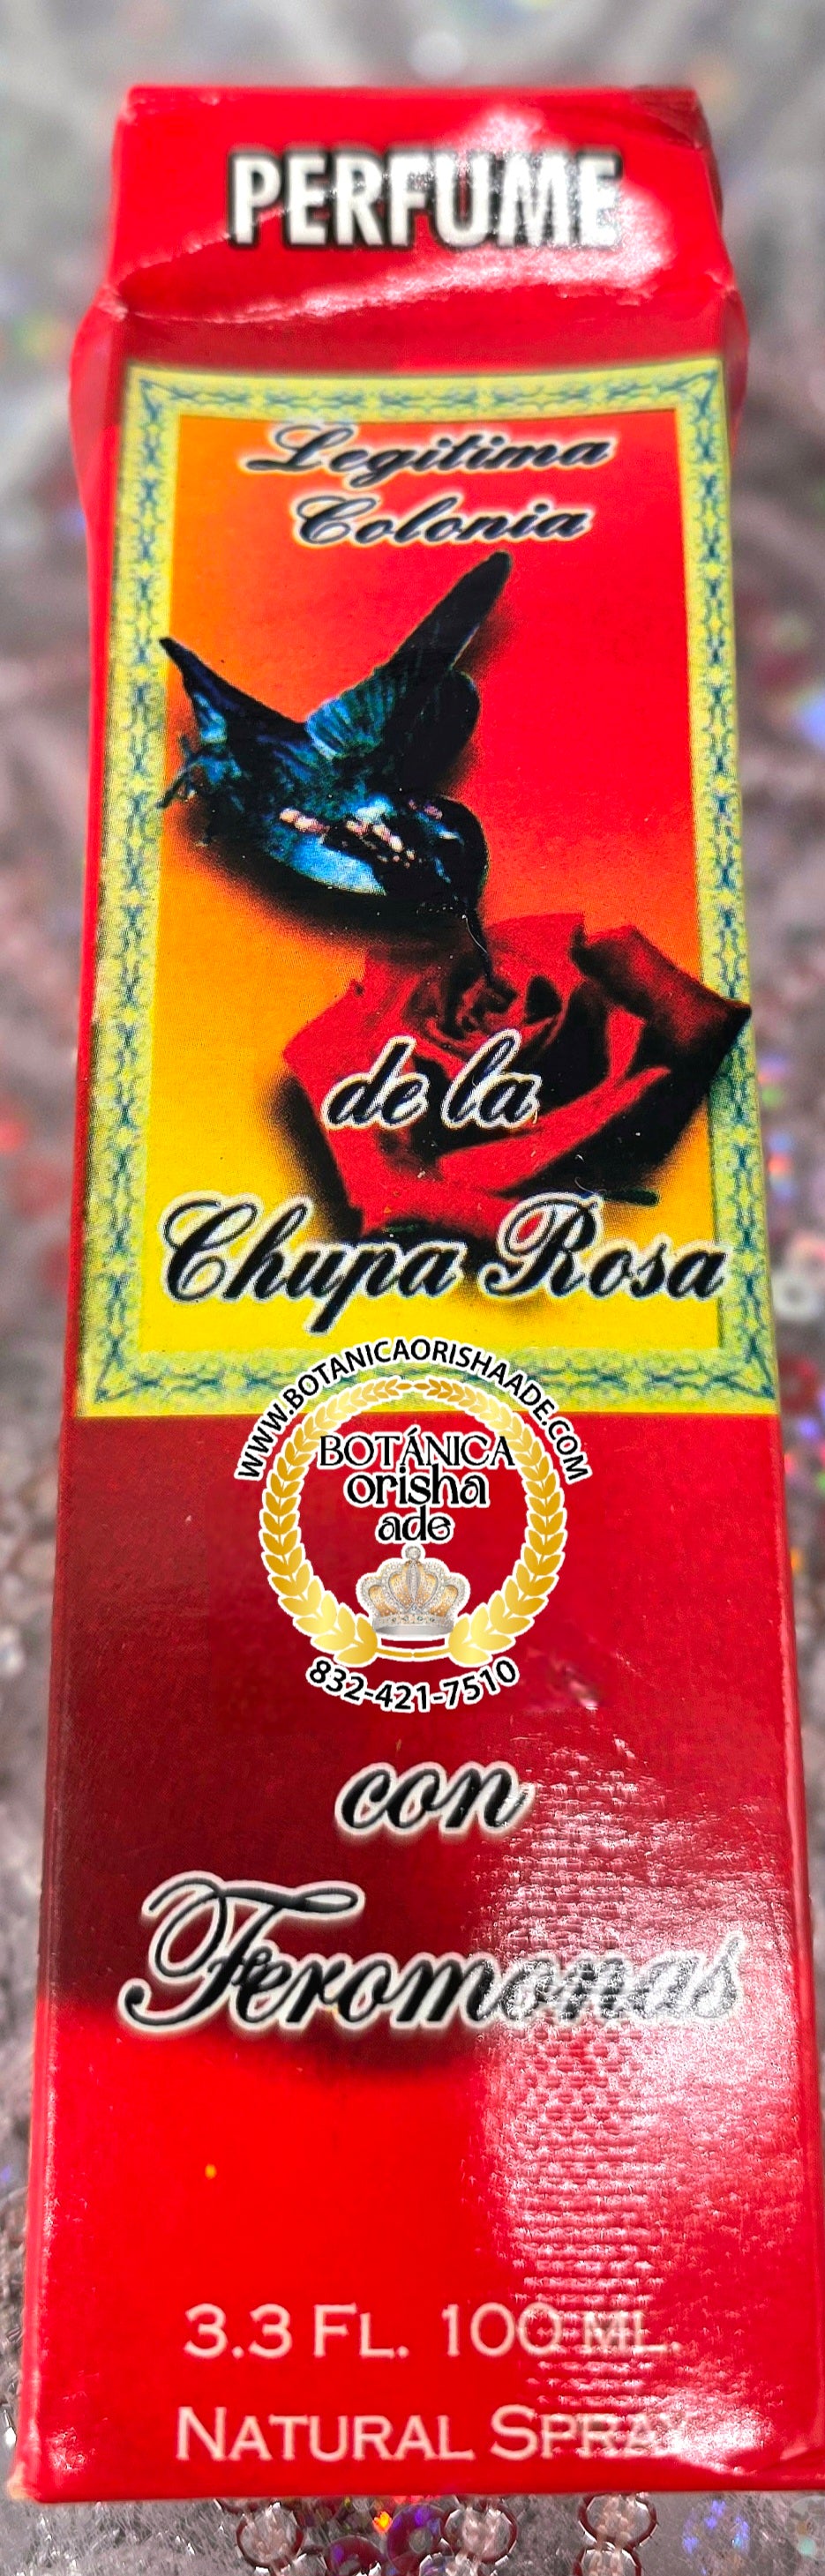 PERFUME
Legitima
Colonia
de la
Chupa Rosa
WWW.BOTANICAORISHAADE.COM
BOTÁNICA
orisha
ade
832-421-7510
con
Feromonas
3.3 FL. 100 ML.
NATURAL SPRAY